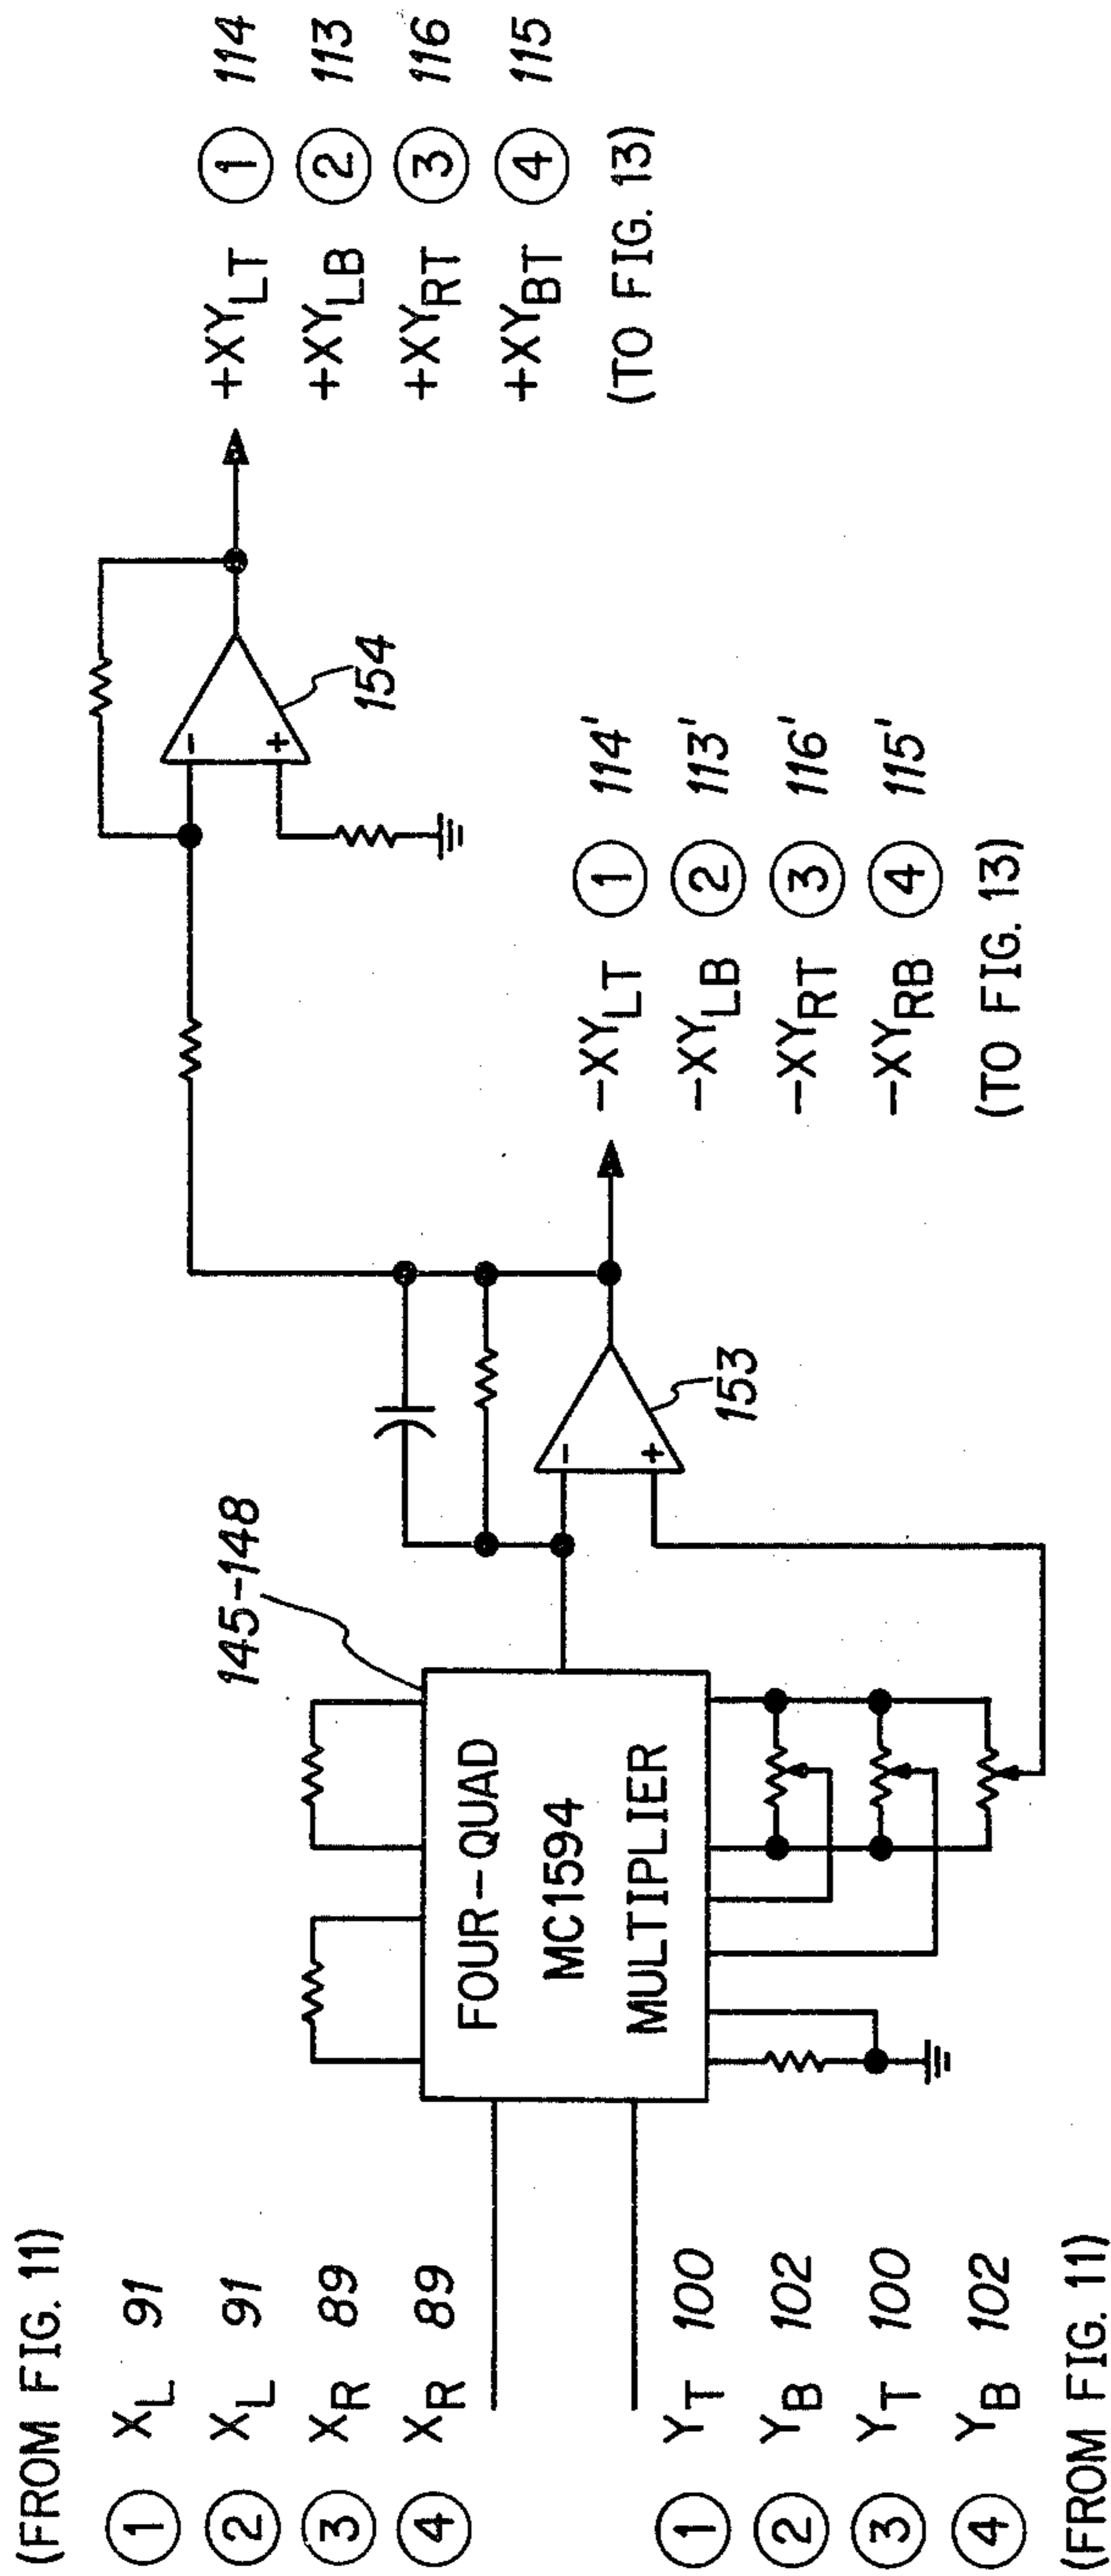 (FROM FIG. 11)
① X_L 91
② X_L 91
③ X_R 89
④ X_R 89
① Y_T 100
② Y_B 102
③ Y_T 100
④ Y_B 102
(FROM FIG. 11)
145-148
FOUR-QUAD
MC1594
MULTIPLIER
-
+
153
-XY_LT ① 114'
-XY_LB ② 113'
-XY_RT ③ 116'
-XY_RB ④ 115'
(TO FIG. 13)
-
+
154
+XY_LT ① 114
+XY_LB ② 113
+XY_RT ③ 116
+XY_BT ④ 115
(TO FIG. 13)